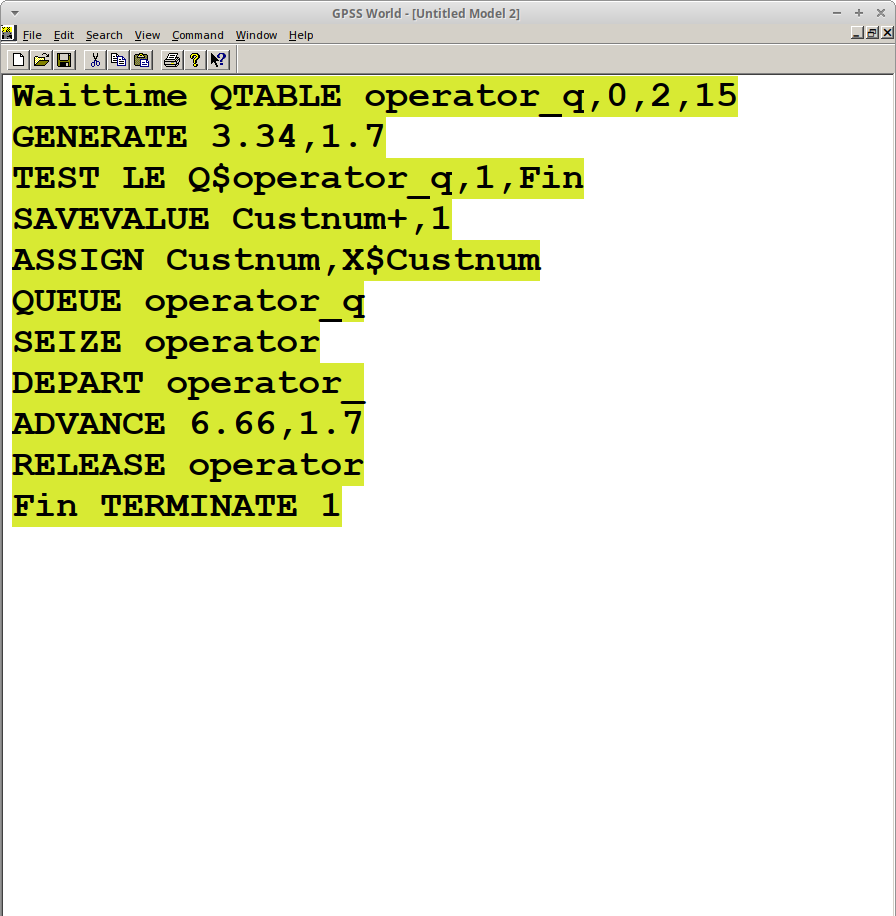 GPSS World - [Untitled Model 2]
File Edit Search View Command Window Help
Waittime QTABLE operator_q,0,2,15
GENERATE 3.34,1.7
TEST LE Q$operator_q,1,Fin
SAVEVALUE Custnum+,1
ASSIGN Custnum,X$Custnum
QUEUE operator_q
SEIZE operator
DEPART operator_
ADVANCE 6.66,1.7
RELEASE operator
Fin TERMINATE 1